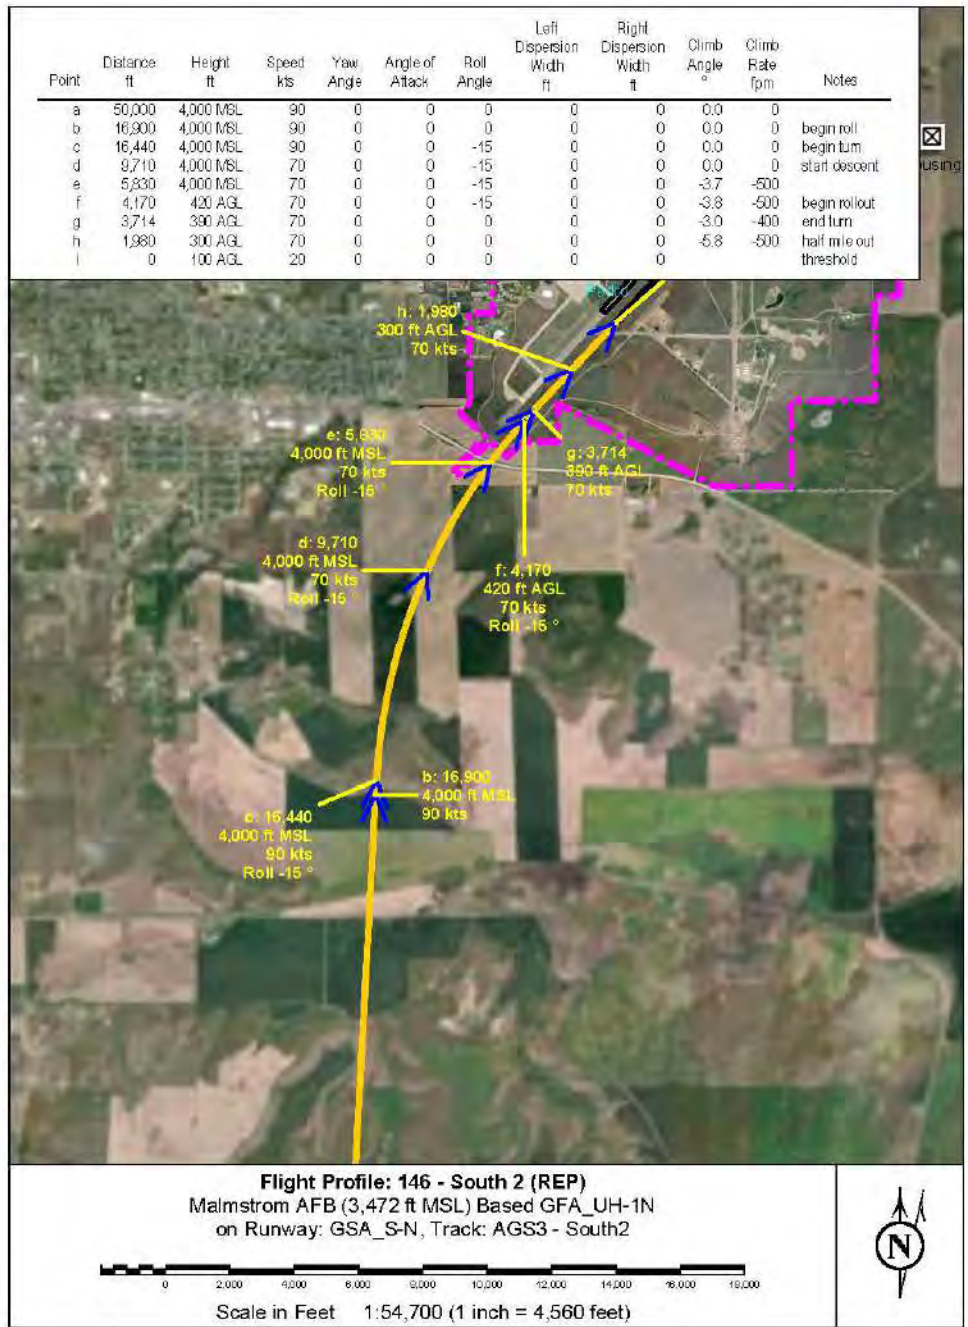 Point Distance ft Height ft Speed kts Yaw Angle Angle of Attack Roll Angle Left Dispersion Width ft Right Dispersion Width ft Climb Angle ° Climb Rate fpm Notes
a 50,000 4,000 MSL 90 0 0 0 0 0 0.0 0
b 16,900 4,000 MSL 90 0 0 0 0 0 0.0 0 begin roll
c 16,440 4,000 MSL 90 0 0 -15 0 0 0.0 0 begin turn
d 9,710 4,000 MSL 70 0 0 -15 0 0 0.0 0 start descent
e 5,830 4,000 MSL 70 0 0 -15 0 0 -3.7 -500
f 4,170 420 AGL 70 0 0 -15 0 0 -3.8 -500 begin rollout
g 3,714 390 AGL 70 0 0 0 0 0 -3.0 -400 end turn
h 1,980 300 AGL 70 0 0 0 0 0 -5.8 -500 half mile out
i 0 100 AGL 20 0 0 0 0 0 threshold
using
h: 1,980
300 ft AGL
70 kts
e: 5,830
4,000 ft MSL
70 kts
Roll -15 °
g: 3,714
390 ft AGL
70 kts
d: 9,710
4,000 ft MSL
70 kts
Roll -15 °
f: 4,170
420 ft AGL
70 kts
Roll -15 °
b: 16,900
4,000 ft MSL
90 kts
c: 16,440
4,000 ft MSL
90 kts
Roll -15 °
Flight Profile: 146 - South 2 (REP)
Malmstrom AFB (3,472 ft MSL) Based GFA_UH-1N
on Runway: GSA_S-N, Track: AGS3 - South2
N
0 2,000 4,000 6,000 8,000 10,000 12,000 14,000 16,000 18,000
Scale in Feet 1:54,700 (1 inch = 4,560 feet)